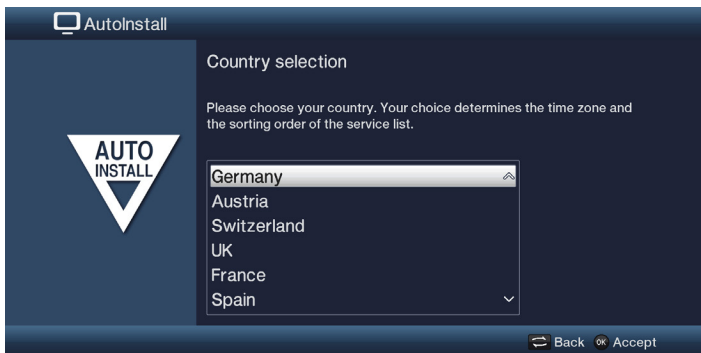 AutoInstall
Country selection
Please choose your country. Your choice determines the time zone and
the sorting order of the service list.
AUTO
INSTALL
Germany
Austria
Switzerland
UK
France
Spain
Back OK Accept